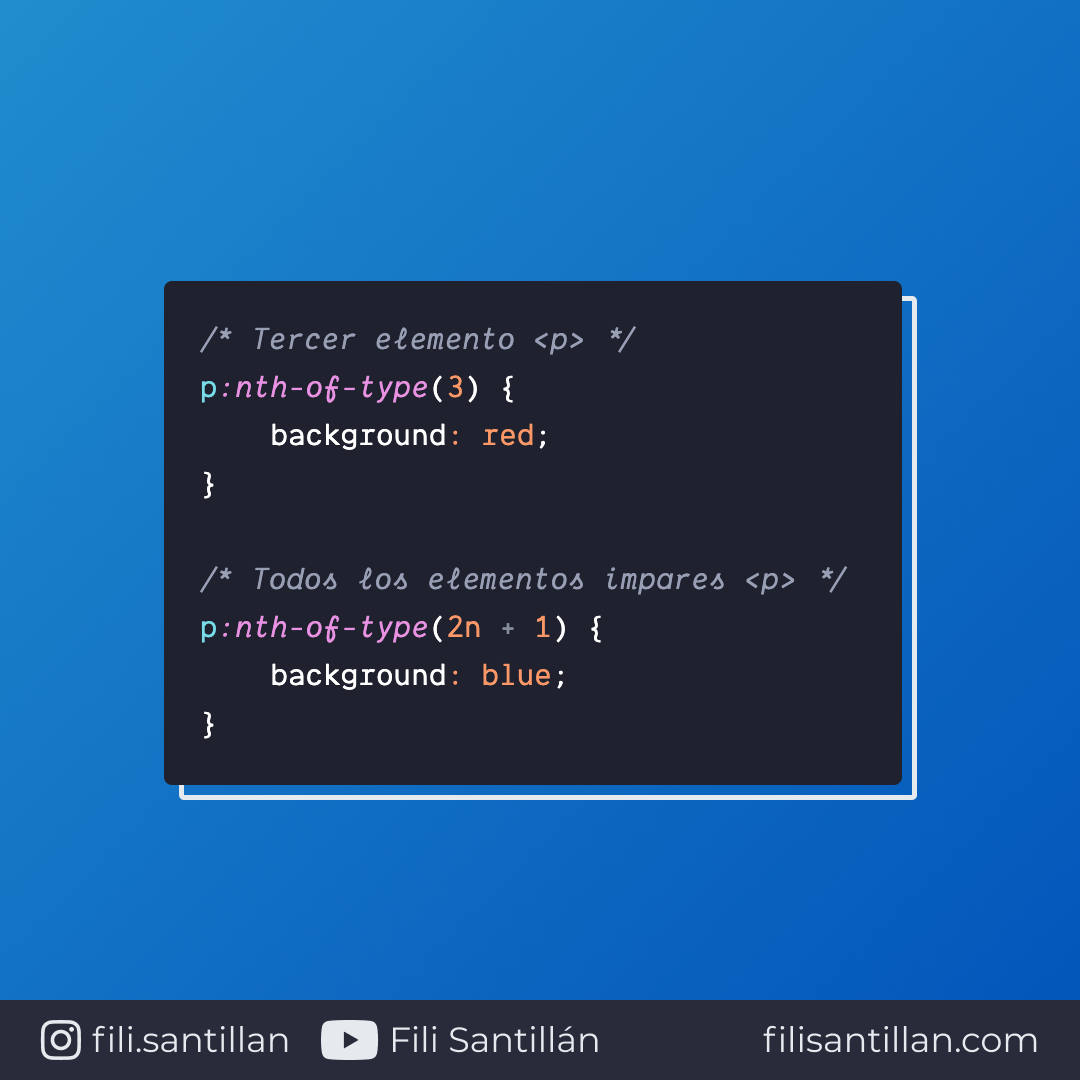 /* Tercer elemento <p> */
p:nth-of-type(3) {
    background: red;
}
/* Todos los elementos impares <p> */
p:nth-of-type(2n + 1) {
    background: blue;
}
fili.santillan Fili Santillán filisantillan.com